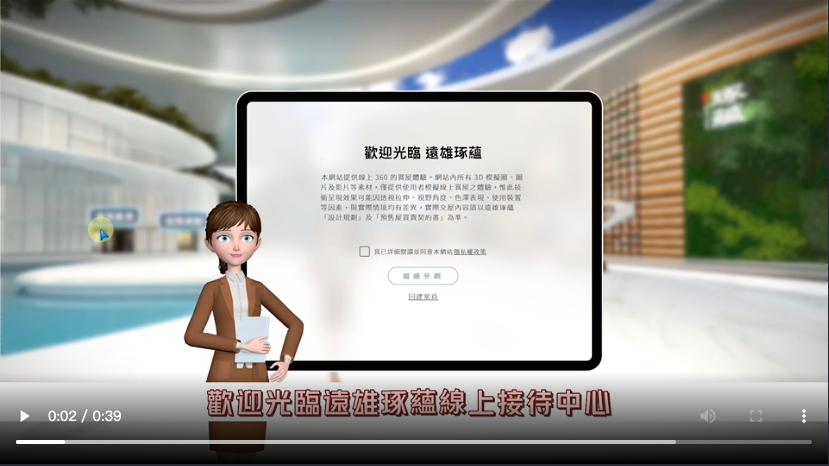 歡迎光臨 遠雄琢蘊
本網站提供線上 360 的賞屋體驗。網站內所有 3D 模擬圖、圖
片及影片等素材，僅提供使用者模擬線上賞屋之體驗，惟此技
術呈現效果可能因透視拉伸、視野角度、色澤表現、使用裝置
等因素，與實際情境均有差異，實際交屋內容請以遠雄琢蘊
「設計規劃」及「預售屋買賣契約書」為準。
我已詳細閱讀並同意本網站隱私權政策
繼續參觀
回建案頁
歡迎光臨遠雄琢蘊線上接待中心
0:02 / 0:39